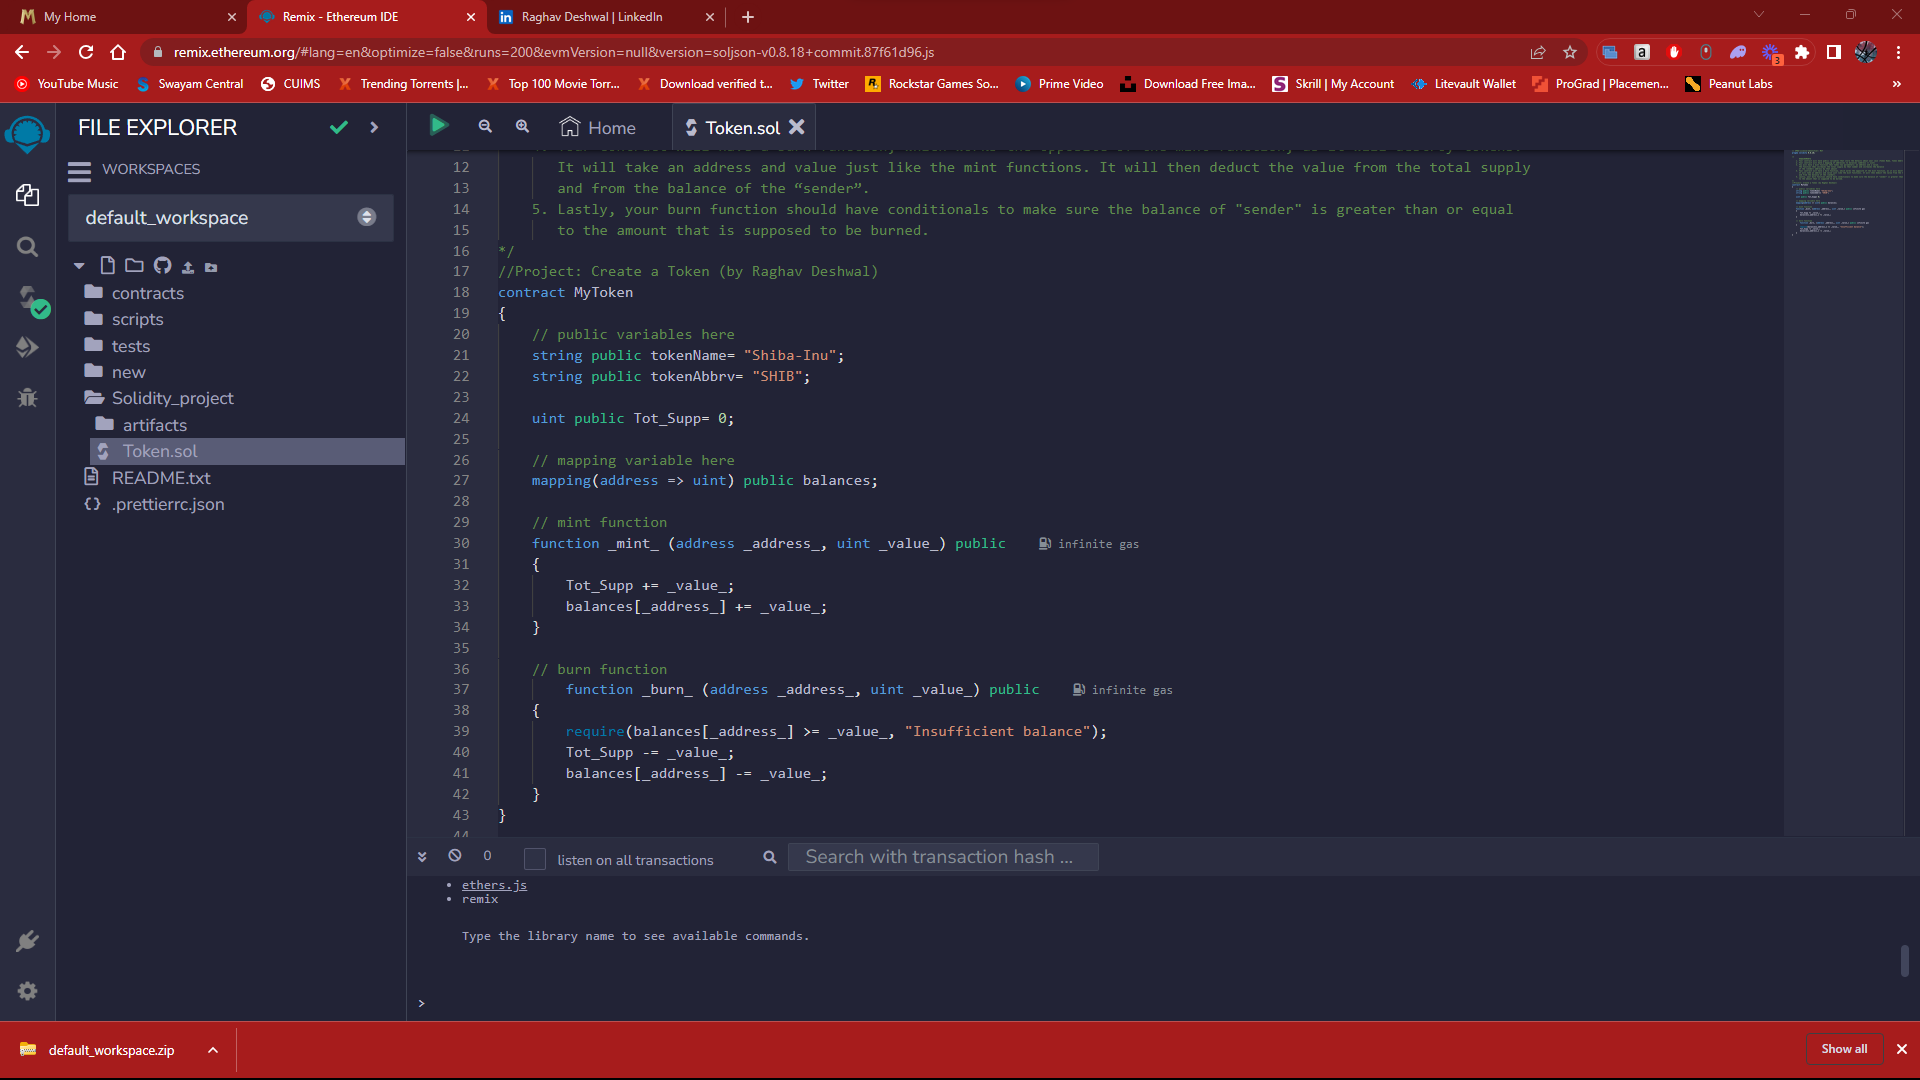 My Home
Remix - Ethereum IDE
Raghav Deshwal | LinkedIn
remix.ethereum.org/#lang=en&optimize=false&runs=200&evmVersion=null&version=soljson-v0.8.18+commit.87f61d96.js
3
YouTube Music
Swayam Central
CUIMS
Trending Torrents |...
Top 100 Movie Torr...
Download verified t...
Twitter
Rockstar Games So...
Prime Video
Download Free Ima...
Skrill | My Account
Litevault Wallet
ProGrad | Placemen...
Peanut Labs
»
FILE EXPLORER
WORKSPACES
default_workspace
contracts
scripts
tests
new
Solidity_project
artifacts
Token.sol
README.txt
.prettierrc.json
Home
Token.sol
12 It will take an address and value just like the mint functions. It will then deduct the value from the total supply
13 and from the balance of the “sender”.
14 5. Lastly, your burn function should have conditionals to make sure the balance of "sender" is greater than or equal
15 to the amount that is supposed to be burned.
16 */
17 //Project: Create a Token (by Raghav Deshwal)
18 contract MyToken
19 {
20 // public variables here
21 string public tokenName= "Shiba-Inu";
22 string public tokenAbbrv= "SHIB";
23
24 uint public Tot_Supp= 0;
25
26 // mapping variable here
27 mapping(address => uint) public balances;
28
29 // mint function
30 function _mint_ (address _address_, uint _value_) public infinite gas
31 {
32 Tot_Supp += _value_;
33 balances[_address_] += _value_;
34 }
35
36 // burn function
37 function _burn_ (address _address_, uint _value_) public infinite gas
38 {
39 require(balances[_address_] >= _value_, "Insufficient balance");
40 Tot_Supp -= _value_;
41 balances[_address_] -= _value_;
42 }
43 }
44
0
listen on all transactions
Search with transaction hash ...
• ethers.js
• remix
Type the library name to see available commands.
>
default_workspace.zip
Show all